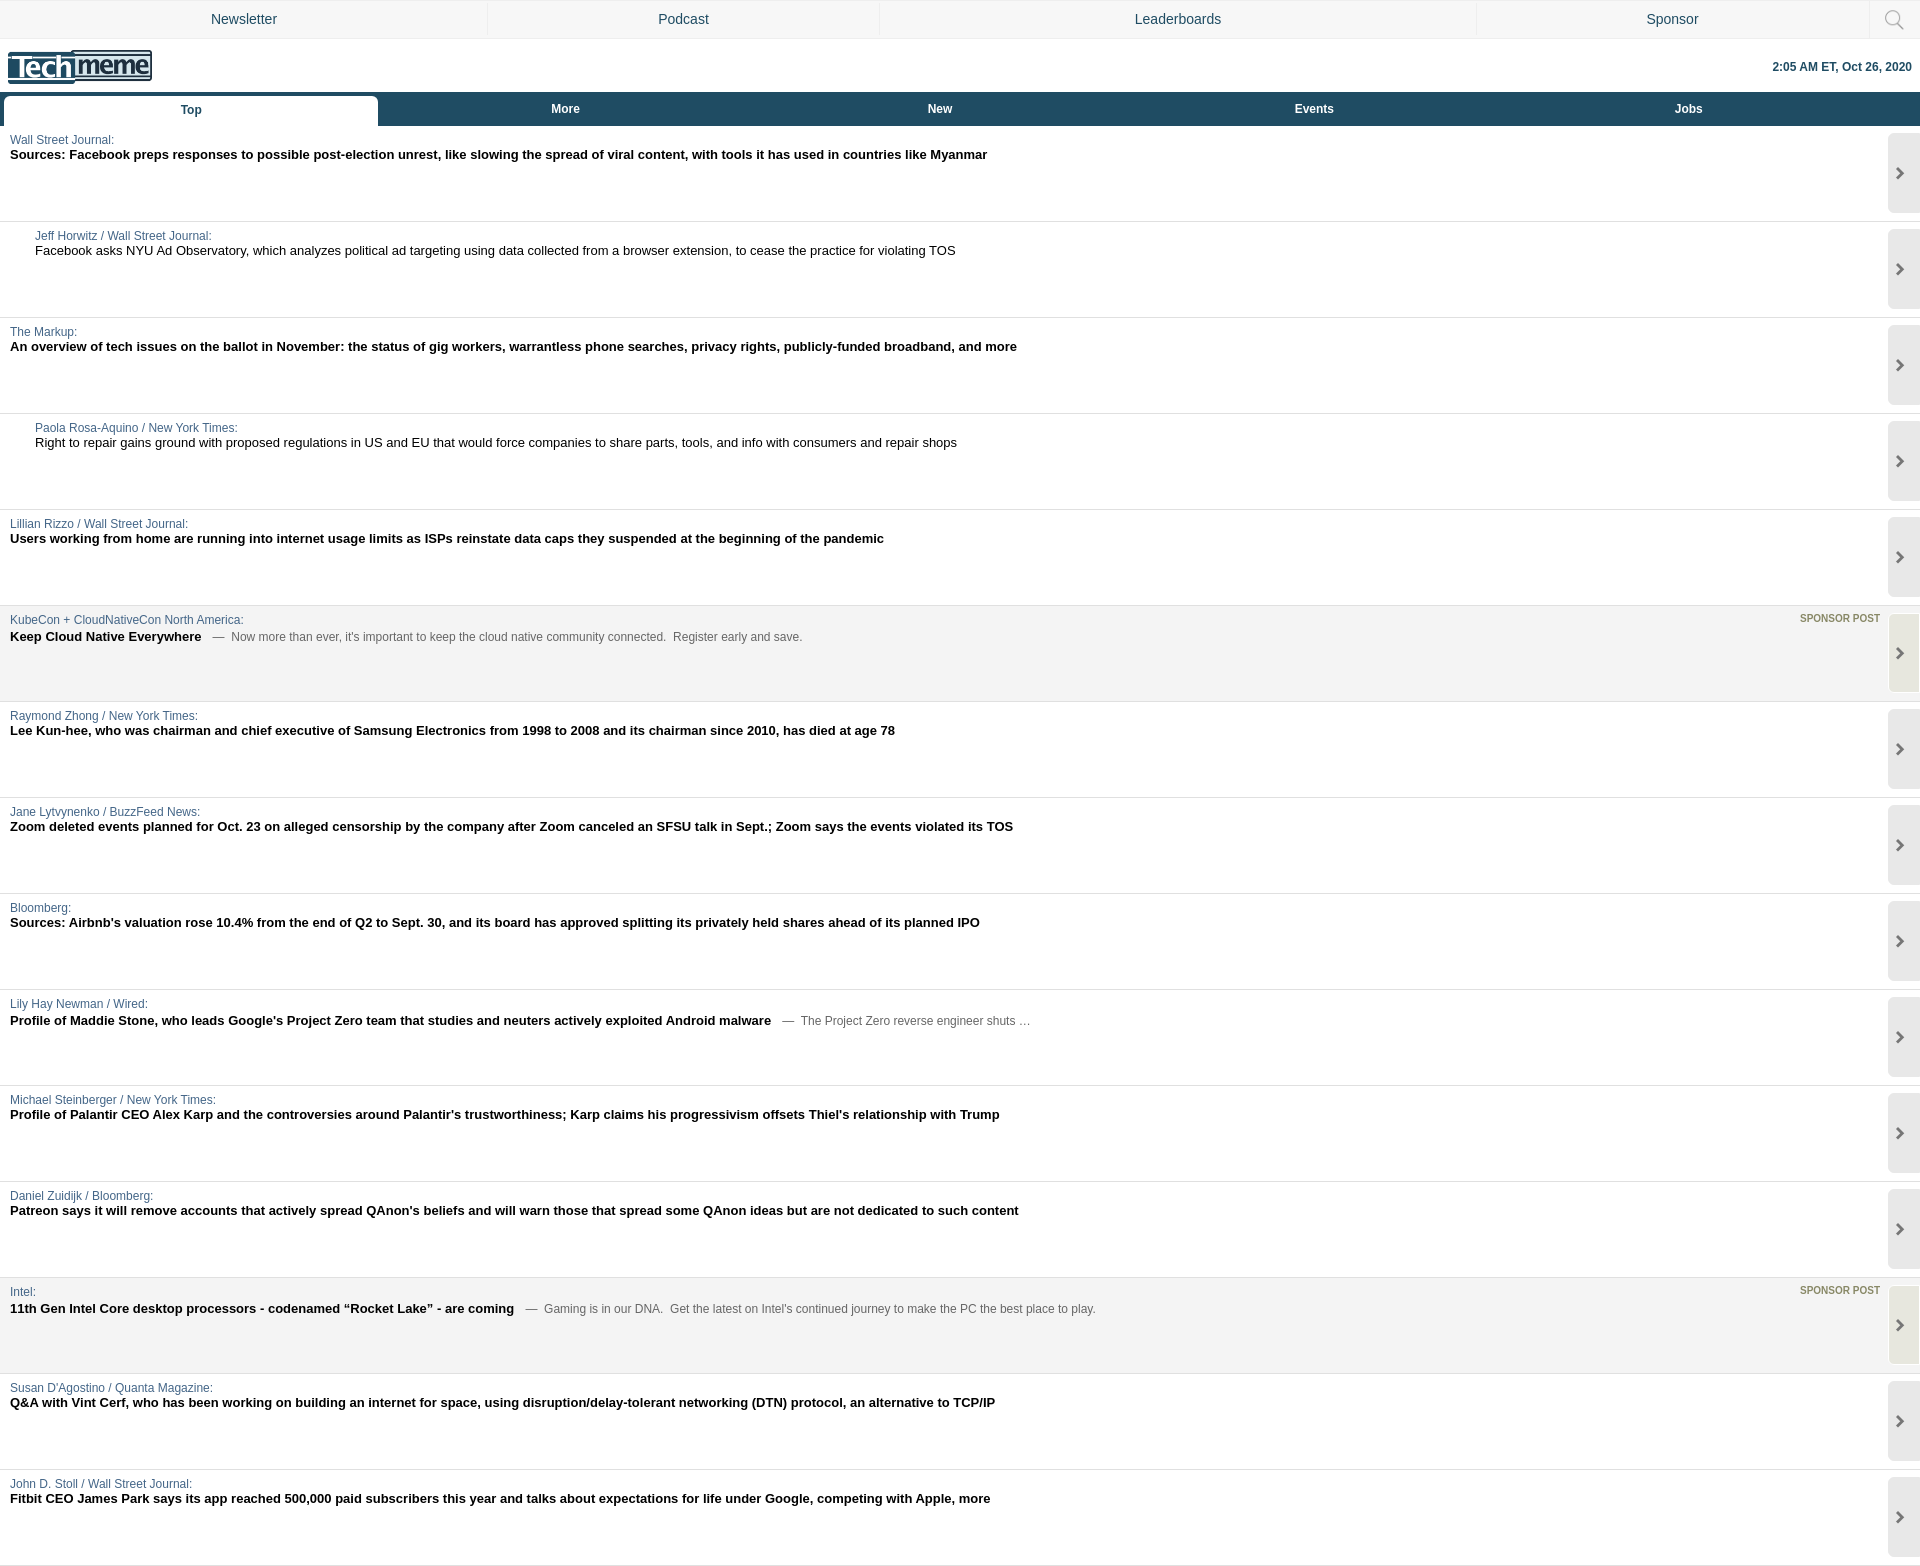 Newsletter
Podcast
Leaderboards
Sponsor
Techmeme
2:05 AM ET, Oct 26, 2020
Top
More
New
Events
Jobs
Wall Street Journal:
Sources: Facebook preps responses to possible post-election unrest, like slowing the spread of viral content, with tools it has used in countries like Myanmar
Jeff Horwitz / Wall Street Journal:
Facebook asks NYU Ad Observatory, which analyzes political ad targeting using data collected from a browser extension, to cease the practice for violating TOS
The Markup:
An overview of tech issues on the ballot in November: the status of gig workers, warrantless phone searches, privacy rights, publicly-funded broadband, and more
Paola Rosa-Aquino / New York Times:
Right to repair gains ground with proposed regulations in US and EU that would force companies to share parts, tools, and info with consumers and repair shops
Lillian Rizzo / Wall Street Journal:
Users working from home are running into internet usage limits as ISPs reinstate data caps they suspended at the beginning of the pandemic
KubeCon + CloudNativeCon North America:
SPONSOR POST
Keep Cloud Native Everywhere — Now more than ever, it's important to keep the cloud native community connected. Register early and save.
Raymond Zhong / New York Times:
Lee Kun-hee, who was chairman and chief executive of Samsung Electronics from 1998 to 2008 and its chairman since 2010, has died at age 78
Jane Lytvynenko / BuzzFeed News:
Zoom deleted events planned for Oct. 23 on alleged censorship by the company after Zoom canceled an SFSU talk in Sept.; Zoom says the events violated its TOS
Bloomberg:
Sources: Airbnb's valuation rose 10.4% from the end of Q2 to Sept. 30, and its board has approved splitting its privately held shares ahead of its planned IPO
Lily Hay Newman / Wired:
Profile of Maddie Stone, who leads Google's Project Zero team that studies and neuters actively exploited Android malware — The Project Zero reverse engineer shuts …
Michael Steinberger / New York Times:
Profile of Palantir CEO Alex Karp and the controversies around Palantir's trustworthiness; Karp claims his progressivism offsets Thiel's relationship with Trump
Daniel Zuidijk / Bloomberg:
Patreon says it will remove accounts that actively spread QAnon's beliefs and will warn those that spread some QAnon ideas but are not dedicated to such content
Intel:
SPONSOR POST
11th Gen Intel Core desktop processors - codenamed “Rocket Lake” - are coming — Gaming is in our DNA. Get the latest on Intel's continued journey to make the PC the best place to play.
Susan D'Agostino / Quanta Magazine:
Q&A with Vint Cerf, who has been working on building an internet for space, using disruption/delay-tolerant networking (DTN) protocol, an alternative to TCP/IP
John D. Stoll / Wall Street Journal:
Fitbit CEO James Park says its app reached 500,000 paid subscribers this year and talks about expectations for life under Google, competing with Apple, more